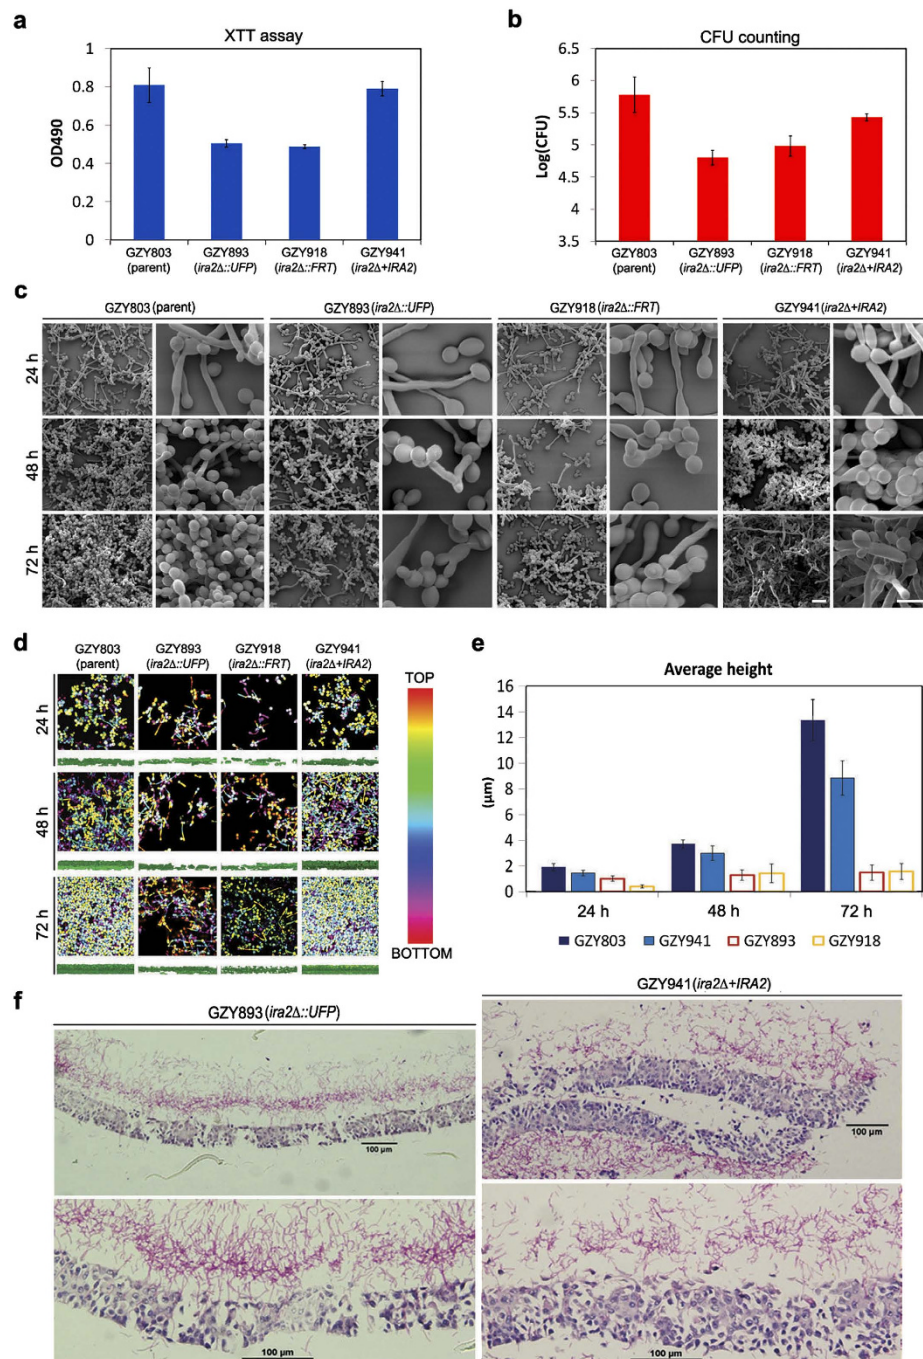 a
XTT assay
1
0.8
0.6
0.4
0.2
0
OD490
GZY803
(parent)
GZY893
(ira2Δ::UFP)
GZY918
(ira2Δ::FRT)
GZY941
(ira2Δ+IRA2)
b
CFU counting
6.5
6
5.5
5
4.5
4
3.5
Log(CFU)
GZY803
(parent)
GZY893
(ira2Δ::UFP)
GZY918
(ira2Δ::FRT)
GZY941
(ira2Δ+IRA2)
c
GZY803 (parent)
GZY893 (ira2Δ::UFP)
GZY918 (ira2Δ::FRT)
GZY941 (ira2Δ+IRA2)
24 h
48 h
72 h
d
GZY803
(parent)
GZY893
(ira2Δ::UFP)
GZY918
(ira2Δ::FRT)
GZY941
(ira2Δ+IRA2)
24 h
48 h
72 h
TOP
BOTTOM
e
Average height
16
14
12
10
8
6
4
2
0
(μm)
24 h
48 h
72 h
GZY803
GZY941
GZY893
GZY918
f
GZY893 (ira2Δ::UFP)
GZY941 (ira2Δ+IRA2)
100 μm
100 μm
100 μm
100 μm